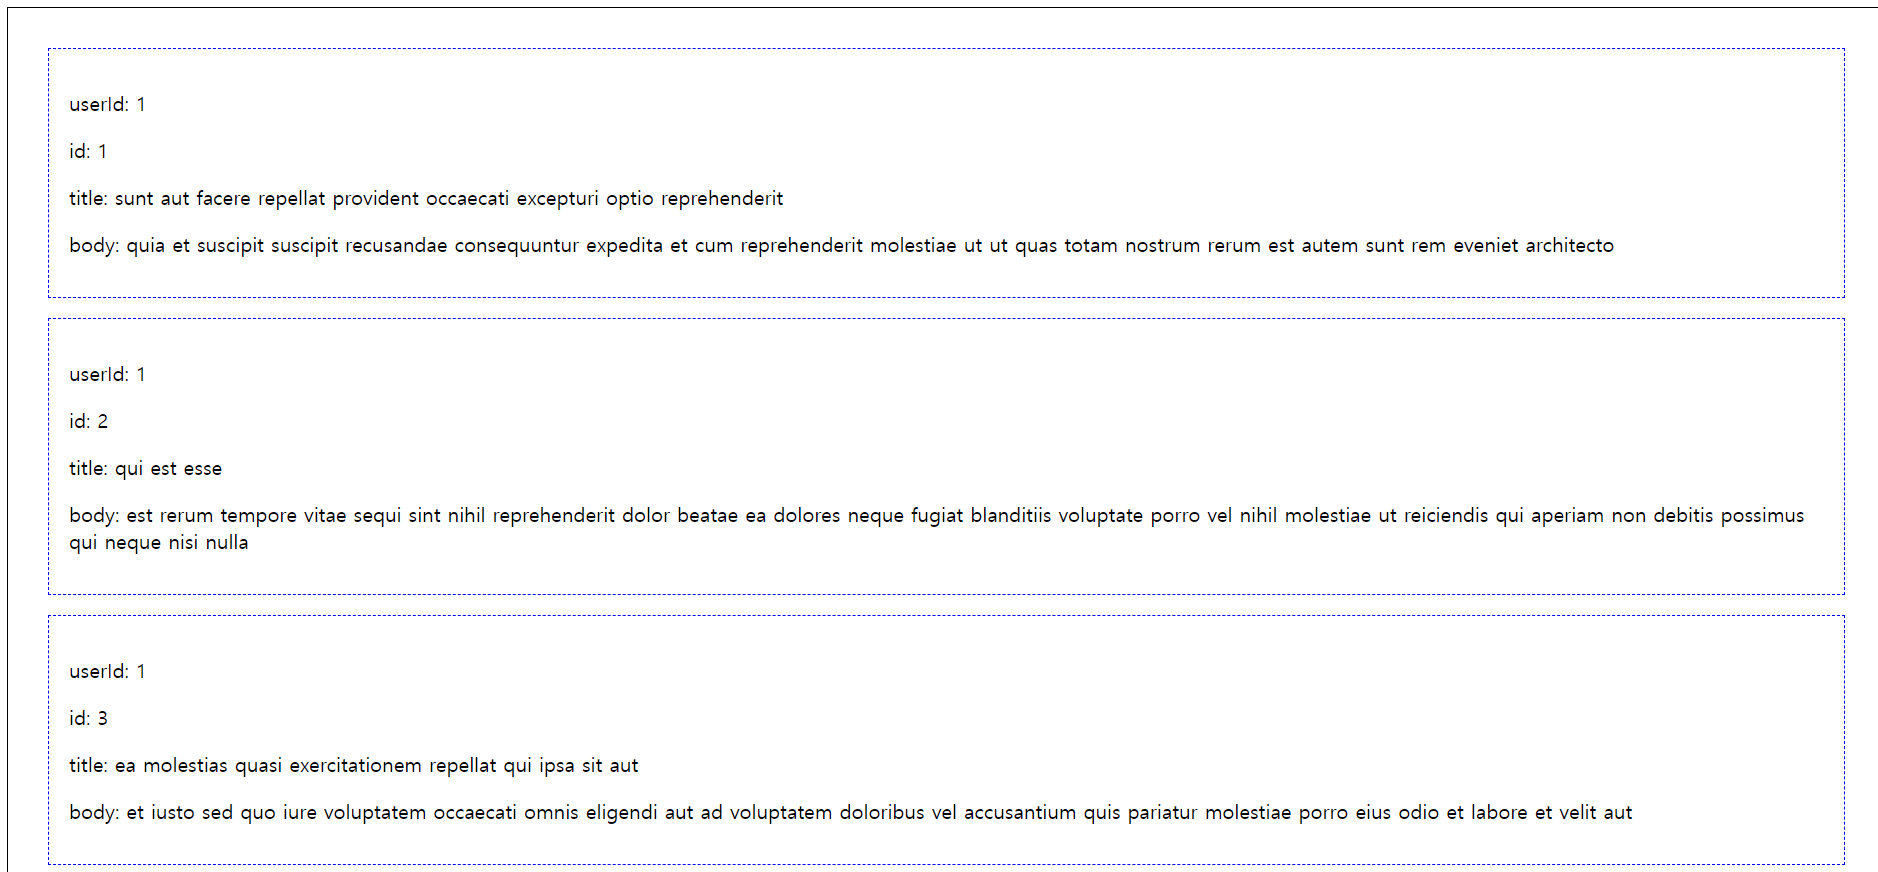 userId: 1
id: 1
title: sunt aut facere repellat provident occaecati excepturi optio reprehenderit
body: quia et suscipit suscipit recusandae consequuntur expedita et cum reprehenderit molestiae ut ut quas totam nostrum rerum est autem sunt rem eveniet architecto
userId: 1
id: 2
title: qui est esse
body: est rerum tempore vitae sequi sint nihil reprehenderit dolor beatae ea dolores neque fugiat blanditiis voluptate porro vel nihil molestiae ut reiciendis qui aperiam non debitis possimus
qui neque nisi nulla
userId: 1
id: 3
title: ea molestias quasi exercitationem repellat qui ipsa sit aut
body: et iusto sed quo iure voluptatem occaecati omnis eligendi aut ad voluptatem doloribus vel accusantium quis pariatur molestiae porro eius odio et labore et velit aut